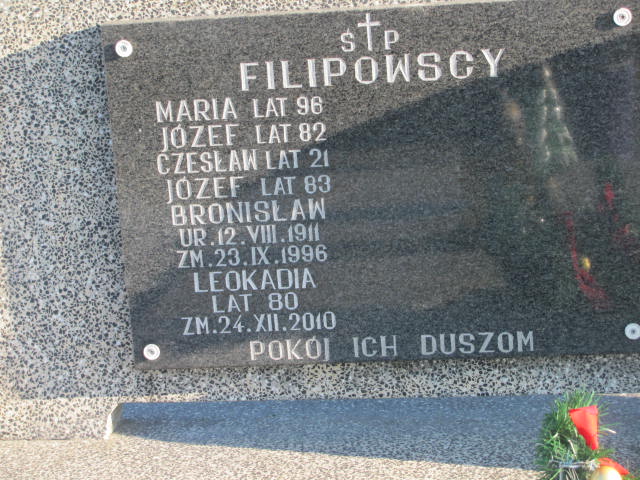 Ś P
FILIPOWSCY
MARIA LAT 96
JÓZEF LAT 82
CZESŁAW LAT 21
JÓZEF LAT 83
BRONISŁAW
UR. 12. VIII. 1911
ZM. 23. IX. 1996
LEOKADIA
LAT 80
ZM. 24. XII. 2010
POKÓJ ICH DUSZOM